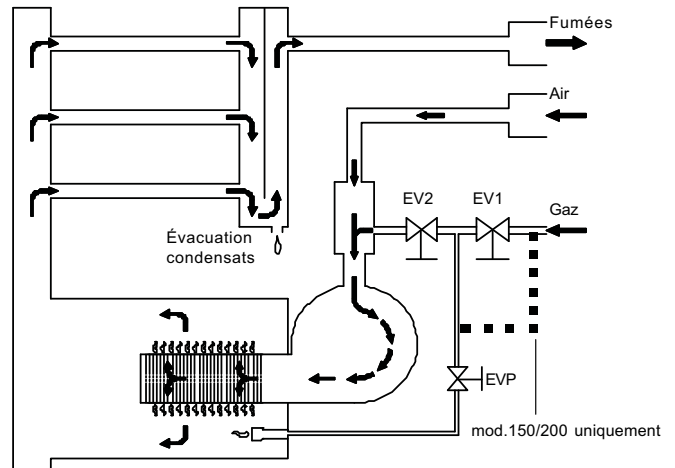 Fumées
Air
EV2
EV1
Gaz
Évacuation
condensats
EVP
mod.150/200 uniquement